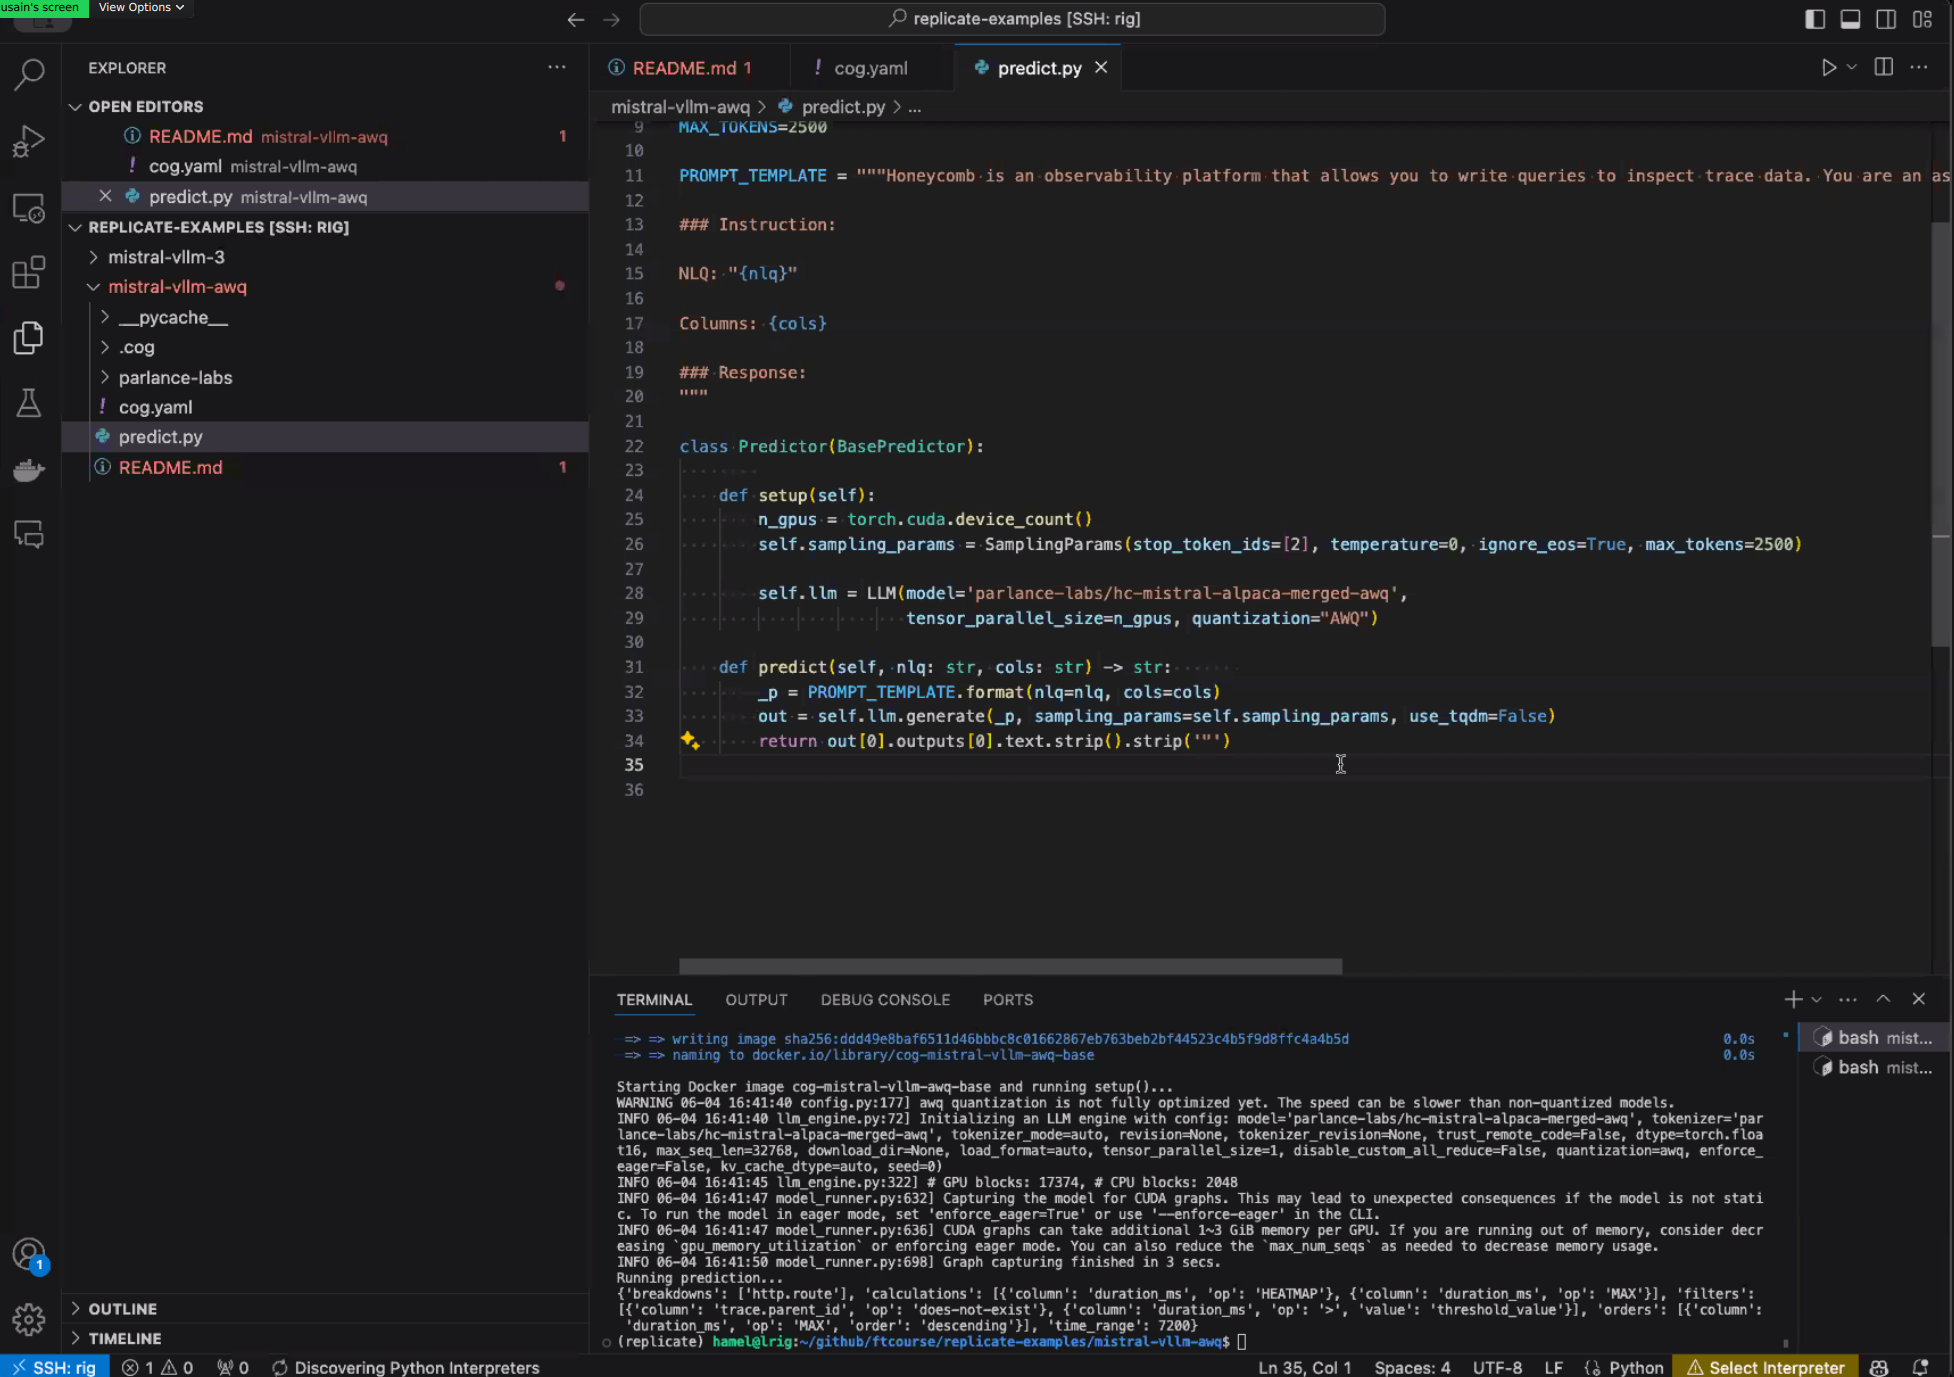 usain's screen View Options
replicate-examples [SSH: rig]
EXPLORER
OPEN EDITORS
README.md mistral-vllm-awq 1
! cog.yaml mistral-vllm-awq
predict.py mistral-vllm-awq
REPLICATE-EXAMPLES [SSH: RIG]
mistral-vllm-3
mistral-vllm-awq
__pycache__
.cog
parlance-labs
! cog.yaml
predict.py
README.md 1
OUTLINE
TIMELINE
README.md 1 ! cog.yaml predict.py
mistral-vllm-awq > predict.py > ...
9 MAX_TOKENS=2500
10
11 PROMPT_TEMPLATE = """Honeycomb is an observability platform that allows you to write queries to inspect trace data. You are an as
12
13 ### Instruction:
14
15 NLQ: "{nlq}"
16
17 Columns: {cols}
18
19 ### Response:
20 """
21
22 class Predictor(BasePredictor):
23
24 def setup(self):
25 n_gpus = torch.cuda.device_count()
26 self.sampling_params = SamplingParams(stop_token_ids=[2], temperature=0, ignore_eos=True, max_tokens=2500)
27
28 self.llm = LLM(model='parlance-labs/hc-mistral-alpaca-merged-awq',
29 tensor_parallel_size=n_gpus, quantization="AWQ")
30
31 def predict(self, nlq: str, cols: str) -> str:
32 _p = PROMPT_TEMPLATE.format(nlq=nlq, cols=cols)
33 out = self.llm.generate(_p, sampling_params=self.sampling_params, use_tqdm=False)
34 return out[0].outputs[0].text.strip().strip('"')
35
36
TERMINAL OUTPUT DEBUG CONSOLE PORTS
=> => writing image sha256:ddd49e8baf6511d46bbbc8c01662867eb763beb2bf44523c4b5f9d8ffc4a4b5d 0.0s
=> => naming to docker.io/library/cog-mistral-vllm-awq-base 0.0s
Starting Docker image cog-mistral-vllm-awq-base and running setup()...
WARNING 06-04 16:41:40 config.py:177] awq quantization is not fully optimized yet. The speed can be slower than non-quantized models.
INFO 06-04 16:41:40 llm_engine.py:72] Initializing an LLM engine with config: model='parlance-labs/hc-mistral-alpaca-merged-awq', tokenizer='par
lance-labs/hc-mistral-alpaca-merged-awq', tokenizer_mode=auto, revision=None, tokenizer_revision=None, trust_remote_code=False, dtype=torch.floa
t16, max_seq_len=32768, download_dir=None, load_format=auto, tensor_parallel_size=1, disable_custom_all_reduce=False, quantization=awq, enforce_
eager=False, kv_cache_dtype=auto, seed=0)
INFO 06-04 16:41:45 llm_engine.py:322] # GPU blocks: 17374, # CPU blocks: 2048
INFO 06-04 16:41:47 model_runner.py:632] Capturing the model for CUDA graphs. This may lead to unexpected consequences if the model is not stati
c. To run the model in eager mode, set 'enforce_eager=True' or use '--enforce-eager' in the CLI.
INFO 06-04 16:41:47 model_runner.py:636] CUDA graphs can take additional 1~3 GiB memory per GPU. If you are running out of memory, consider decr
easing `gpu_memory_utilization` or enforcing eager mode. You can also reduce the `max_num_seqs` as needed to decrease memory usage.
INFO 06-04 16:41:50 model_runner.py:698] Graph capturing finished in 3 secs.
Running prediction...
{'breakdowns': ['http.route'], 'calculations': [{'column': 'duration_ms', 'op': 'HEATMAP'}, {'column': 'duration_ms', 'op': 'MAX'}], 'filters':
[{'column': 'trace.parent_id', 'op': 'does-not-exist'}, {'column': 'duration_ms', 'op': '>', 'value': 'threshold_value'}], 'orders': [{'column':
'duration_ms', 'op': 'MAX', 'order': 'descending'}], 'time_range': 7200}
(replicate) hamel@lrig:~/github/ftcourse/replicate-examples/mistral-vllm-awq$
bash mist...
bash mist...
1
SSH: rig 1 0 0 Discovering Python Interpreters Ln 35, Col 1 Spaces: 4 UTF-8 LF Python Select Interpreter